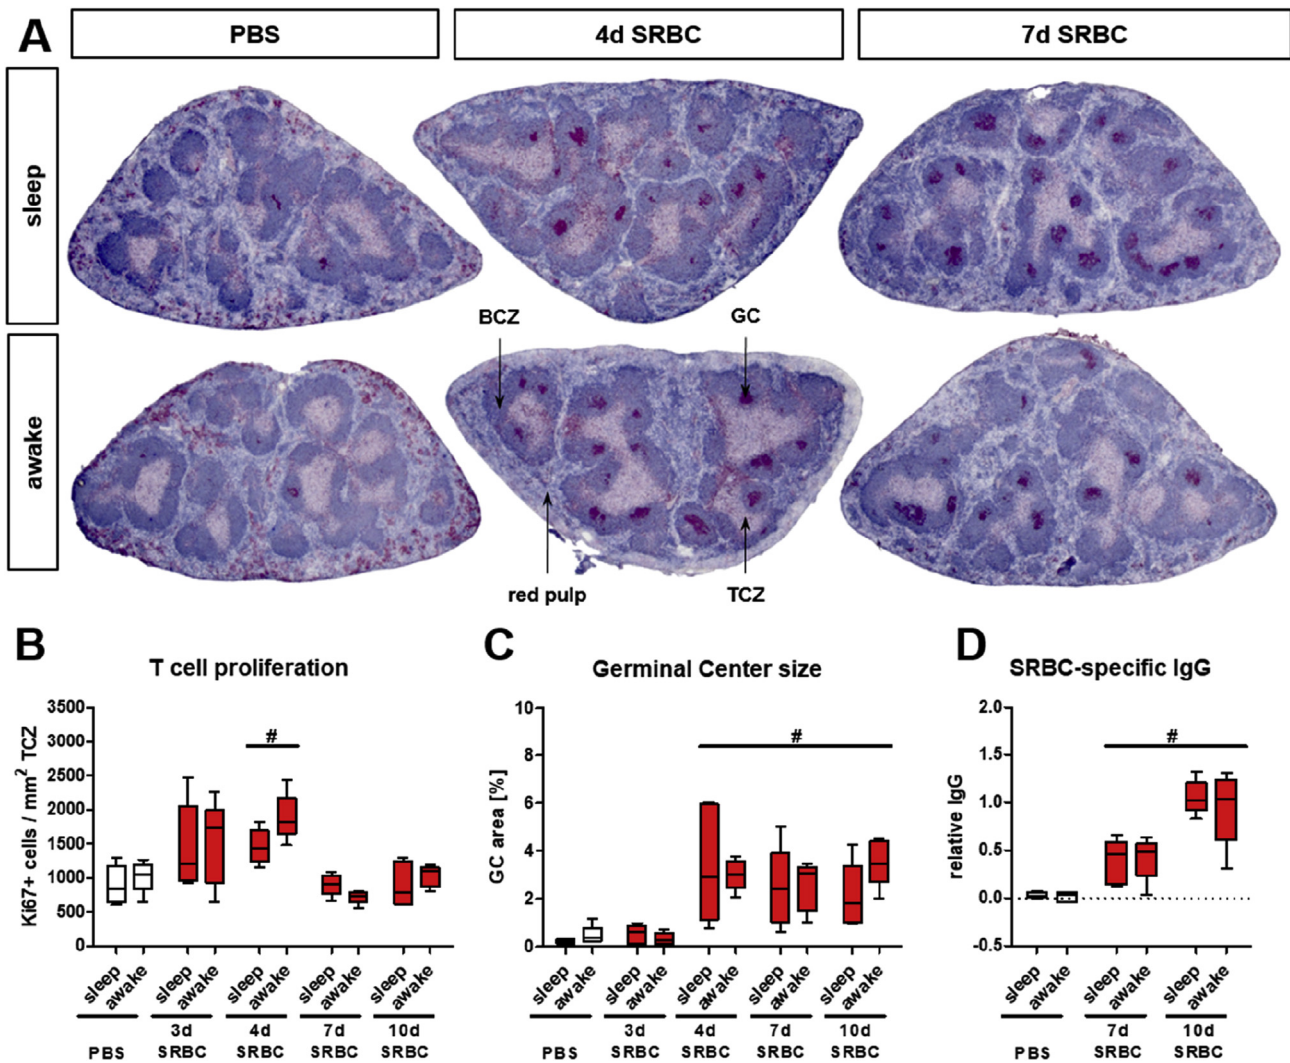 A
PBS
4d SRBC
7d SRBC
sleep
awake
BCZ
GC
red pulp
TCZ
B
T cell proliferation
Ki67+ cells / mm² TCZ
3500
3000
2500
2000
1500
1000
500
0
#
sleep
awake
sleep
awake
sleep
awake
sleep
awake
sleep
awake
PBS
3d
SRBC
4d
SRBC
7d
SRBC
10d
SRBC
C
Germinal Center size
GC area [%]
10
8
6
4
2
0
#
sleep
awake
sleep
awake
sleep
awake
sleep
awake
sleep
awake
PBS
3d
SRBC
4d
SRBC
7d
SRBC
10d
SRBC
D
SRBC-specific IgG
relative IgG
2.0
1.5
1.0
0.5
0.0
-0.5
#
sleep
awake
sleep
awake
sleep
awake
PBS
7d
SRBC
10d
SRBC